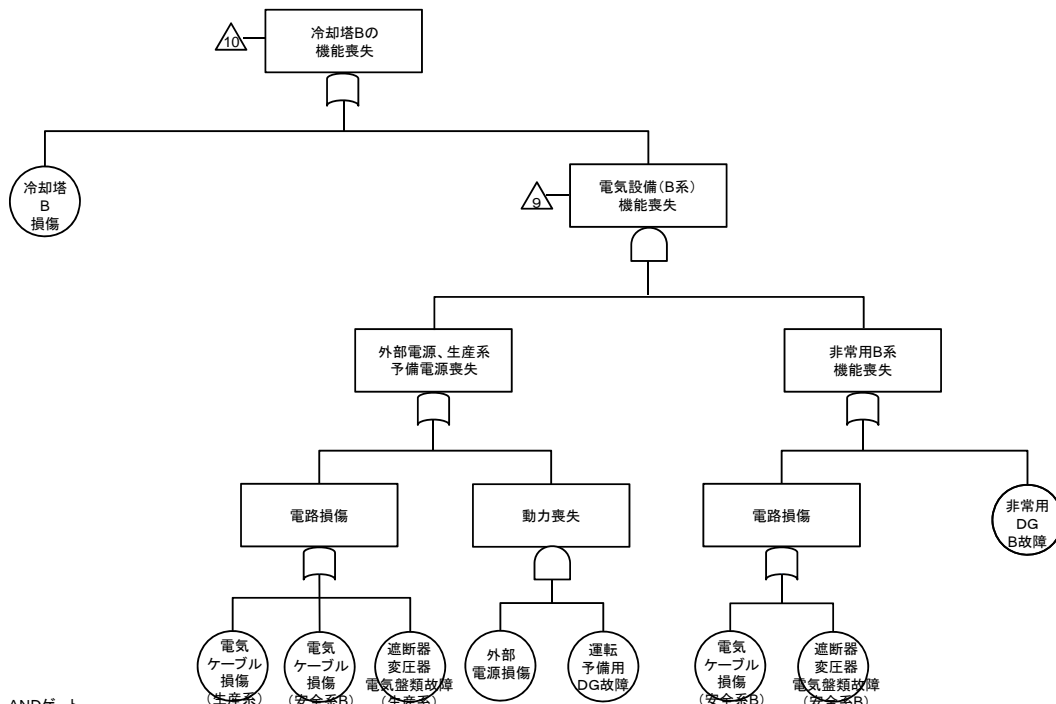 冷却塔Bの
機能喪失
10
冷却塔
B
損傷
電気設備(B系)
機能喪失
9
外部電源、生産系
予備電源喪失
非常用B系
機能喪失
電路損傷
動力喪失
電路損傷
非常用
DG
B故障
電気
ケーブル
損傷
(生産系)
電気
ケーブル
損傷
(安全系B)
遮断器
変圧器
電気盤類故障
(生産系)
外部
電源損傷
運転
予備用
DG故障
電気
ケーブル
損傷
(安全系B)
遮断器
変圧器
電気盤類故障
(安全系B)
ANDゲート